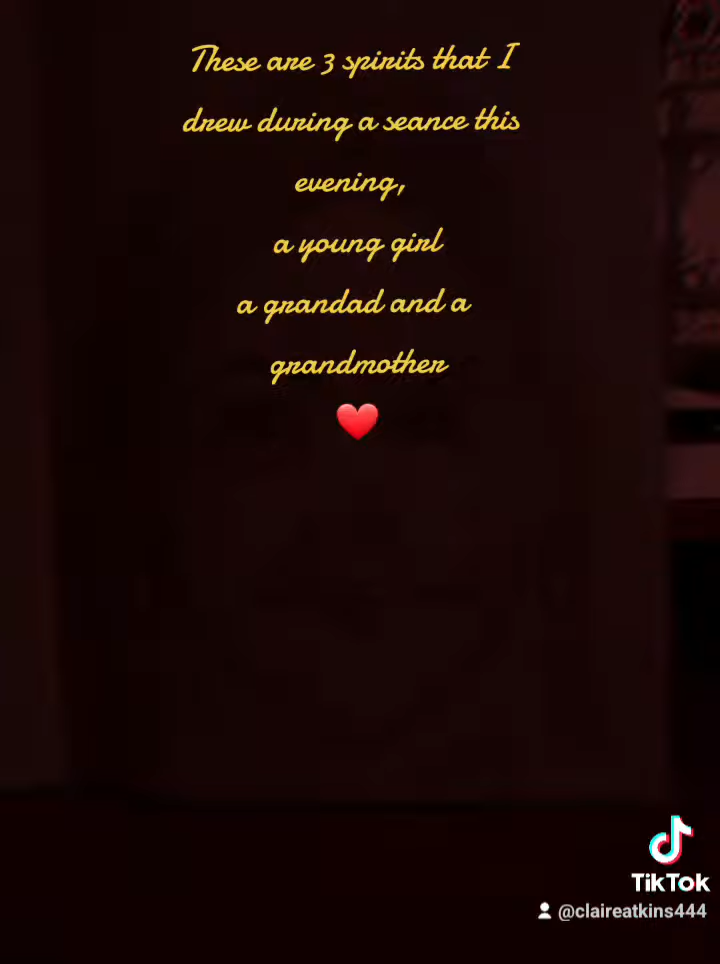 These are 3 spirits that I
drew during a seance this
evening,
a young girl
a grandad and a
grandmother
❤️
TikTok
@claireatkins444